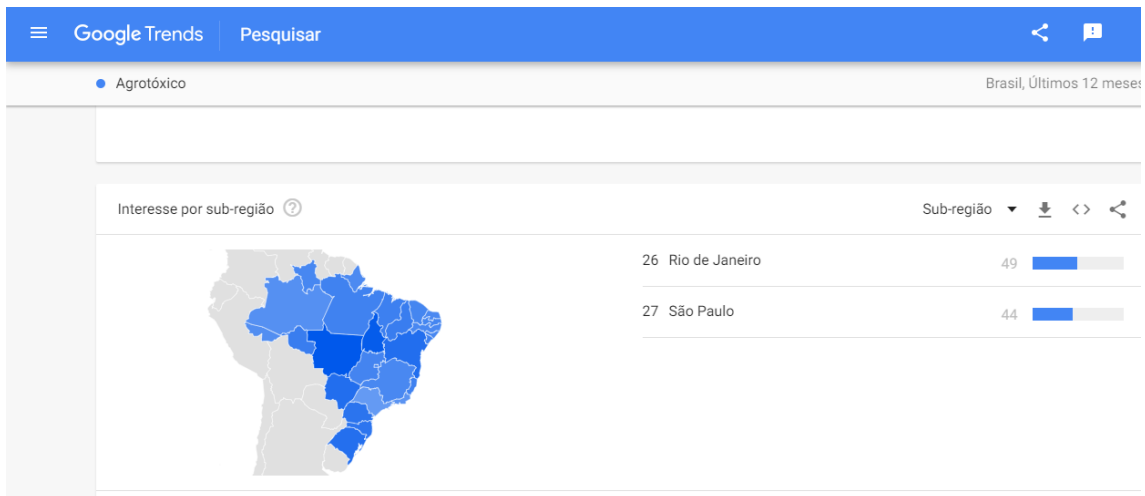 Google Trends Pesquisar
Agrotóxico Brasil, Últimos 12 meses
Interesse por sub-região ? Sub-região
26 Rio de Janeiro 49
27 São Paulo 44